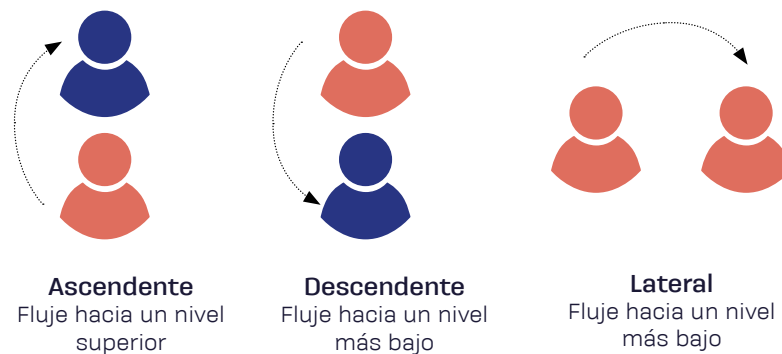 Ascendente
Fluje hacia un nivel
superior
Descendente
Fluje hacia un nivel
más bajo
Lateral
Fluje hacia un nivel
más bajo